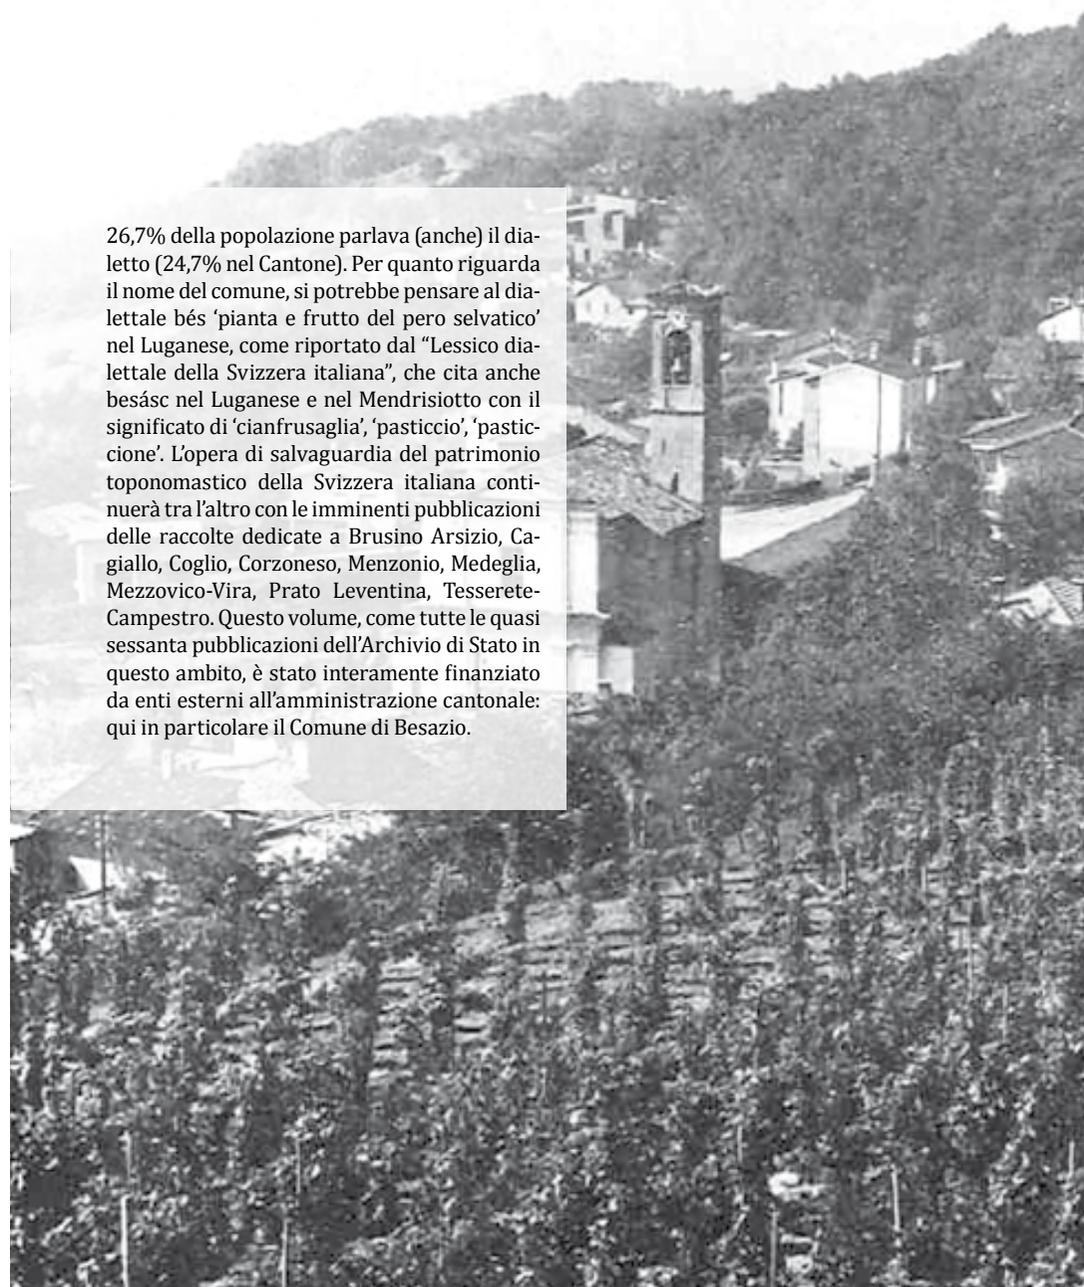 26,7% della popolazione parlava (anche) il dia-
letto (24,7% nel Cantone). Per quanto riguarda
il nome del comune, si potrebbe pensare al dia-
lettale bés ‘pianta e frutto del pero selvatico’
nel Luganese, come riportato dal “Lessico dia-
lettale della Svizzera italiana”, che cita anche
besásc nel Luganese e nel Mendrisiotto con il
significato di ‘cianfrusaglia’, ‘pasticcio’, ‘pastic-
cione’. L’opera di salvaguardia del patrimonio
toponomastico della Svizzera italiana conti-
nuerà tra l’altro con le imminenti pubblicazioni
delle raccolte dedicate a Brusino Arsizio, Ca-
giallo, Coglio, Corzoneso, Menzonio, Medeglia,
Mezzovico-Vira, Prato Leventina, Tesserete-
Campestro. Questo volume, come tutte le quasi
sessanta pubblicazioni dell’Archivio di Stato in
questo ambito, è stato interamente finanziato
da enti esterni all’amministrazione cantonale:
qui in particolare il Comune di Besazio.